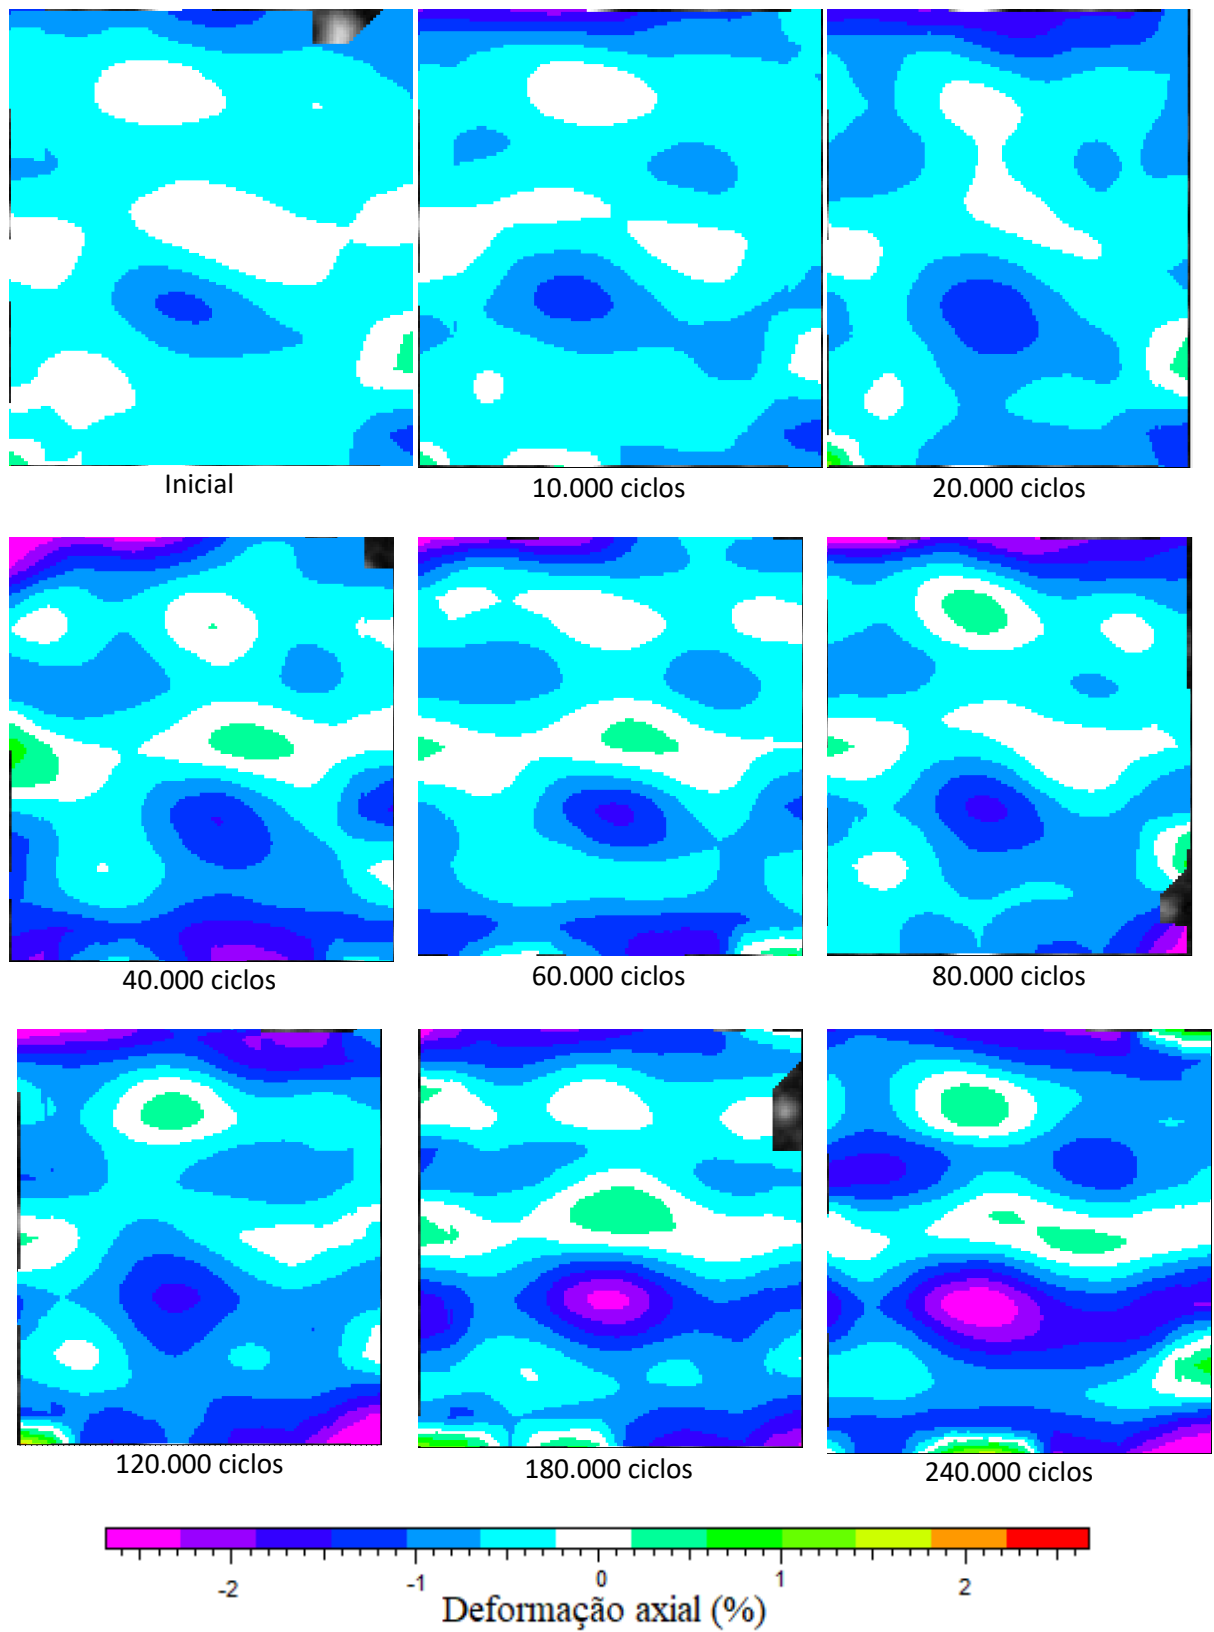 Inicial
10.000 ciclos
20.000 ciclos
40.000 ciclos
60.000 ciclos
80.000 ciclos
120.000 ciclos
180.000 ciclos
240.000 ciclos
-2 -1 0 1 2
Deformação axial (%)